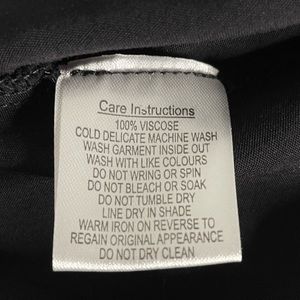 Care Instructions
100% VISCOSE
COLD DELICATE MACHINE WASH
WASH GARMENT INSIDE OUT
WASH WITH LIKE COLOURS
DO NOT WRING OR SPIN
DO NOT BLEACH OR SOAK
DO NOT TUMBLE DRY
LINE DRY IN SHADE
WARM IRON ON REVERSE TO
REGAIN ORIGINAL APPEARANCE
DO NOT DRY CLEAN